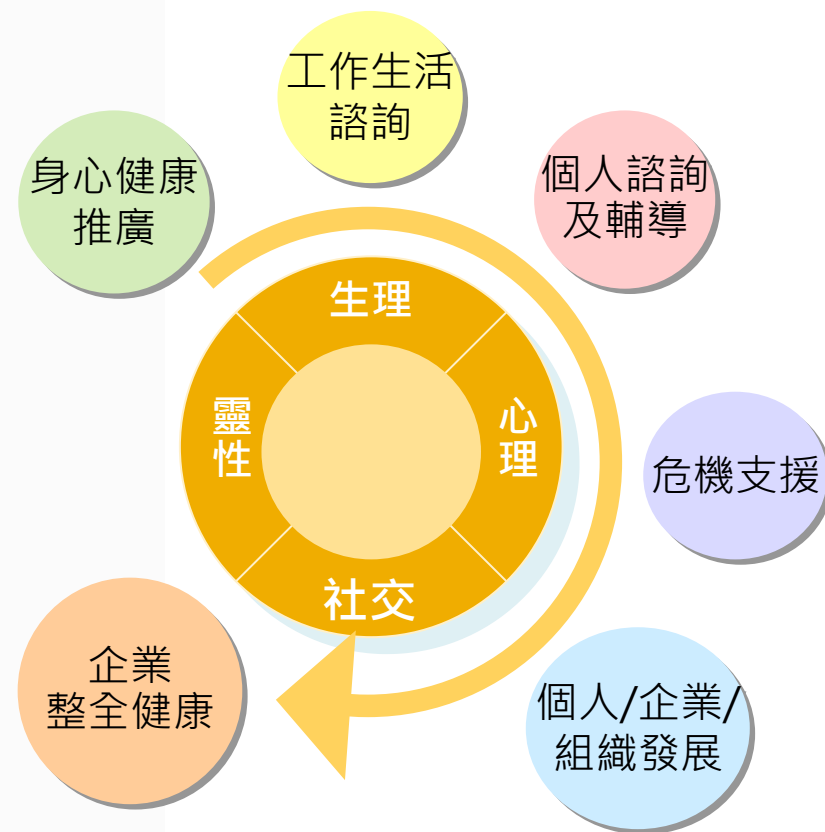 工作生活
諮詢
身心健康
推廣
個人諮詢
及輔導
生理
靈
性
心
理
社交
危機支援
企業
整全健康
個人/企業/
組織發展